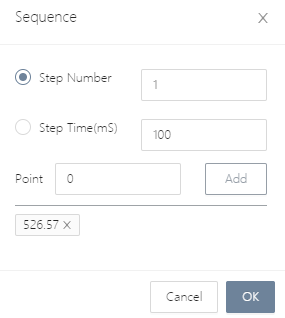 Sequence
Step Number 1
Step Time(mS) 100
Point 0 Add
526.57 ×
Cancel OK